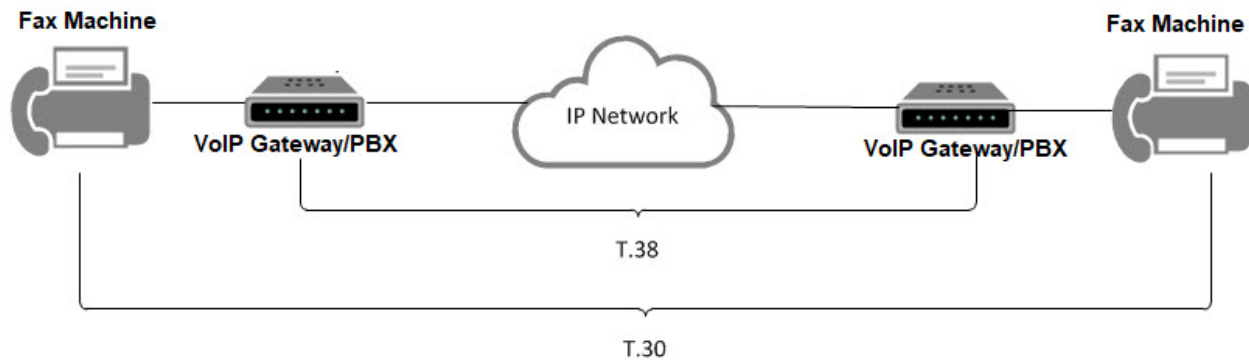 Fax Machine
Fax Machine
IP Network
VoIP Gateway/PBX
VoIP Gateway/PBX
T.38
T.30